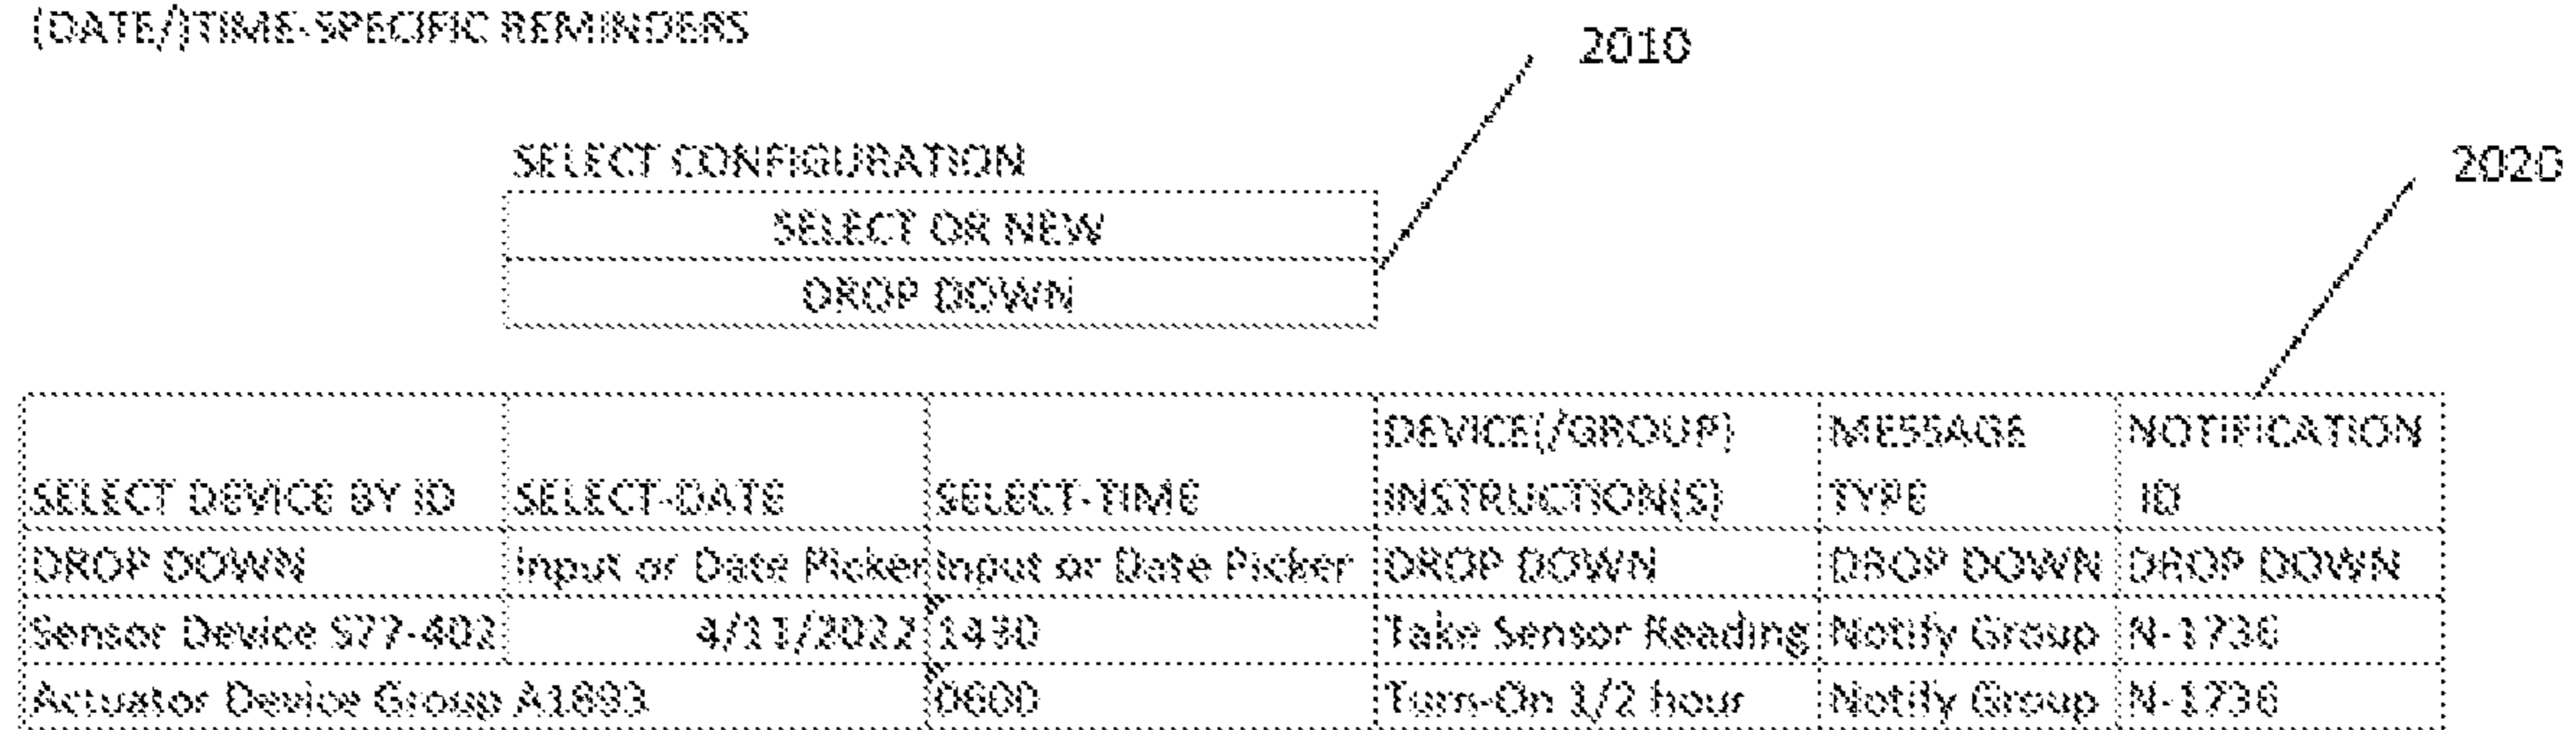 (DATE/)TIME-SPECIFIC REMINDERS
2010
SELECT CONFIGURATION
2020
SELECT OR NEW
DROP DOWN
DEVICE(/GROUP) MESSAGE NOTIFICATION
SELECT DEVICE BY ID SELECT-DATE SELECT-TIME INSTRUCTION(S) TYPE ID
DROP DOWN Input or Date Picker Input or Date Picker DROP DOWN DROP DOWN DROP DOWN
Sensor Device S77-402 4/11/2022 1430 Take Sensor Reading Notify Group N-1736
Actuator Device Group A1893 0600 Turn-On 1/2 hour Notify Group N-1736